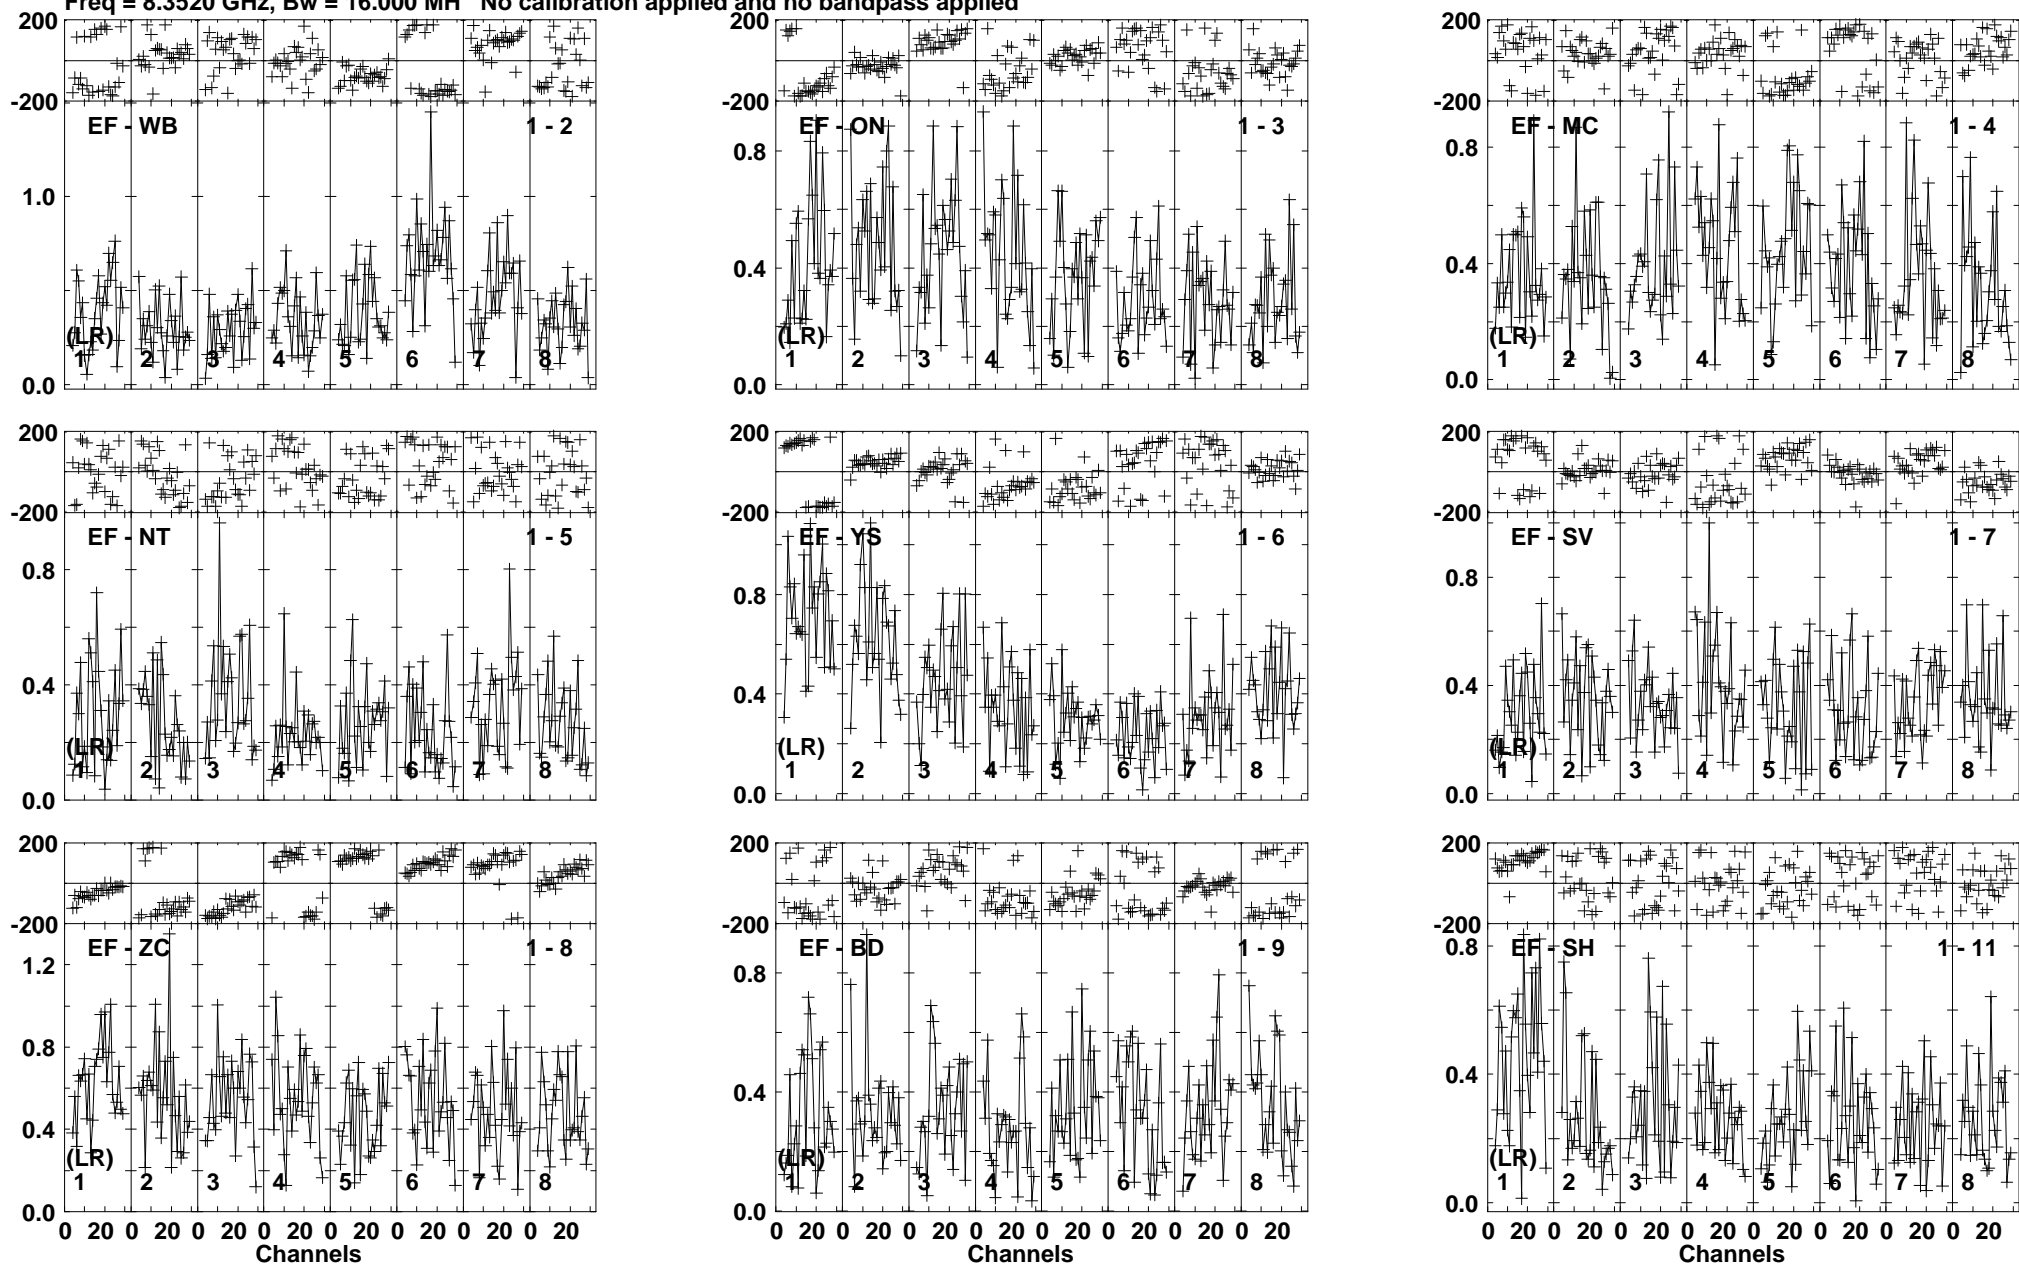 Freq = 8.3520 GHz, Bw = 16.000 MH No calibration applied and no bandpass applied
200 200 200
-200 -200 -200
EF - WB 1 - 2 EF - ON 1 - 3 EF - MC 1 - 4
0.8 0.8
1.0
0.4 0.4
(LR) (LR) (LR)
1 2 3 4 5 6 7 8 1 2 3 4 5 6 7 8 1 2 3 4 5 6 7 8
0.0 0.0 0.0
200 200 200
-200 -200 -200
EF - NT 1 - 5 EF - YS 1 - 6 EF - SV 1 - 7
0.8 0.8 0.8
0.4 0.4 0.4
(LR) (LR) (LR)
1 2 3 4 5 6 7 8 1 2 3 4 5 6 7 8 1 2 3 4 5 6 7 8
0.0 0.0 0.0
200 200 200
-200 -200 -200
EF - ZC 1 - 8 EF - BD 1 - 9 EF - SH 1 - 11
1.2 0.8 0.8
0.8
0.4 0.4 0.4
(LR) (LR) (LR)
1 2 3 4 5 6 7 8 1 2 3 4 5 6 7 8 1 2 3 4 5 6 7 8
0.0 0.0 0.0
0 20 0 20 0 20 0 20 0 20 0 20 0 20 0 20 0 20 0 20 0 20 0 20 0 20 0 20 0 20 0 20 0 20 0 20 0 20 0 20 0 20 0 20 0 20 0 20
Channels Channels Channels